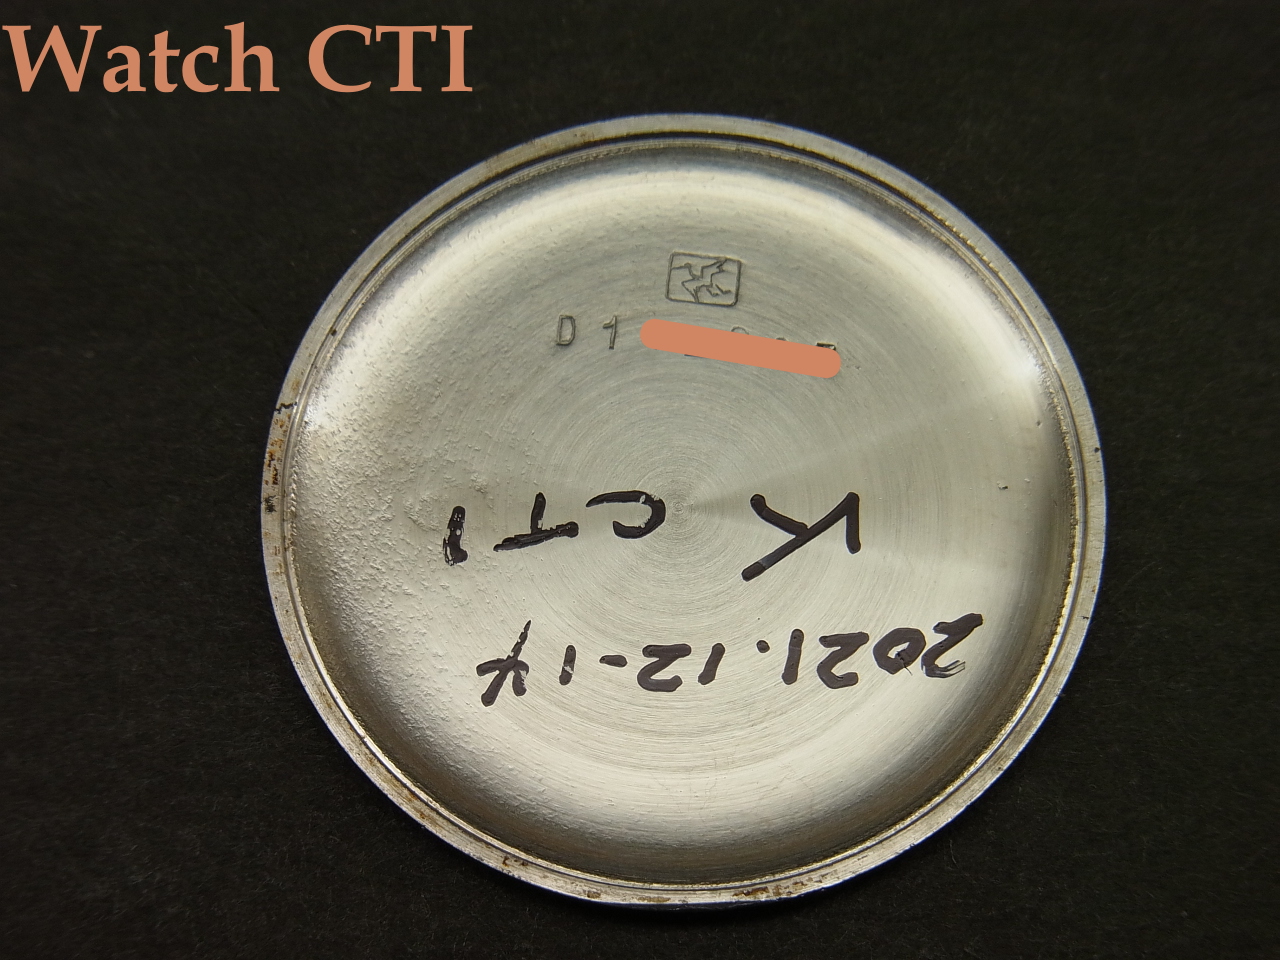 Watch CTI
D1
K CTI
2021.12-14